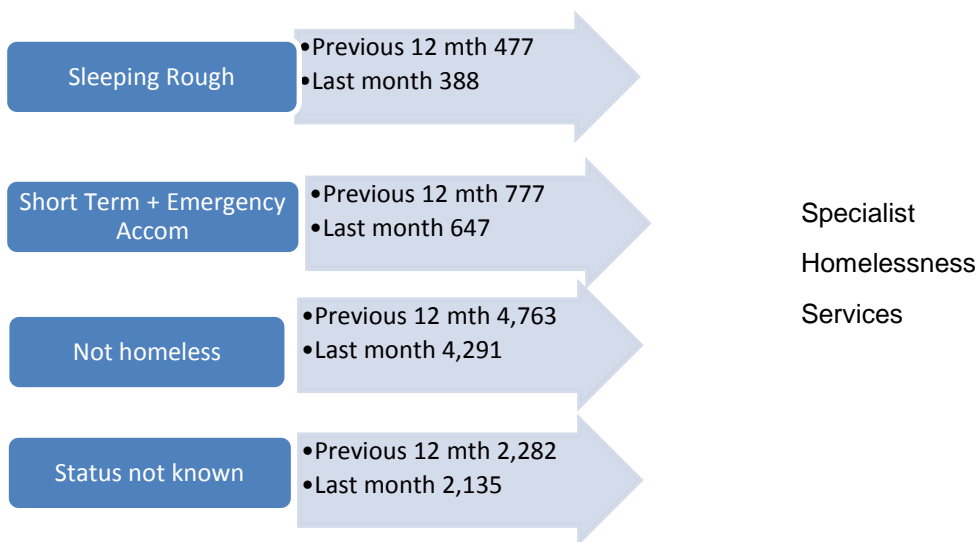 Sleeping Rough
•Previous 12 mth 477
•Last month 388
Short Term + Emergency
Accom
•Previous 12 mth 777
•Last month 647
Not homeless
•Previous 12 mth 4,763
•Last month 4,291
Status not known
•Previous 12 mth 2,282
•Last month 2,135
Specialist
Homelessness
Services